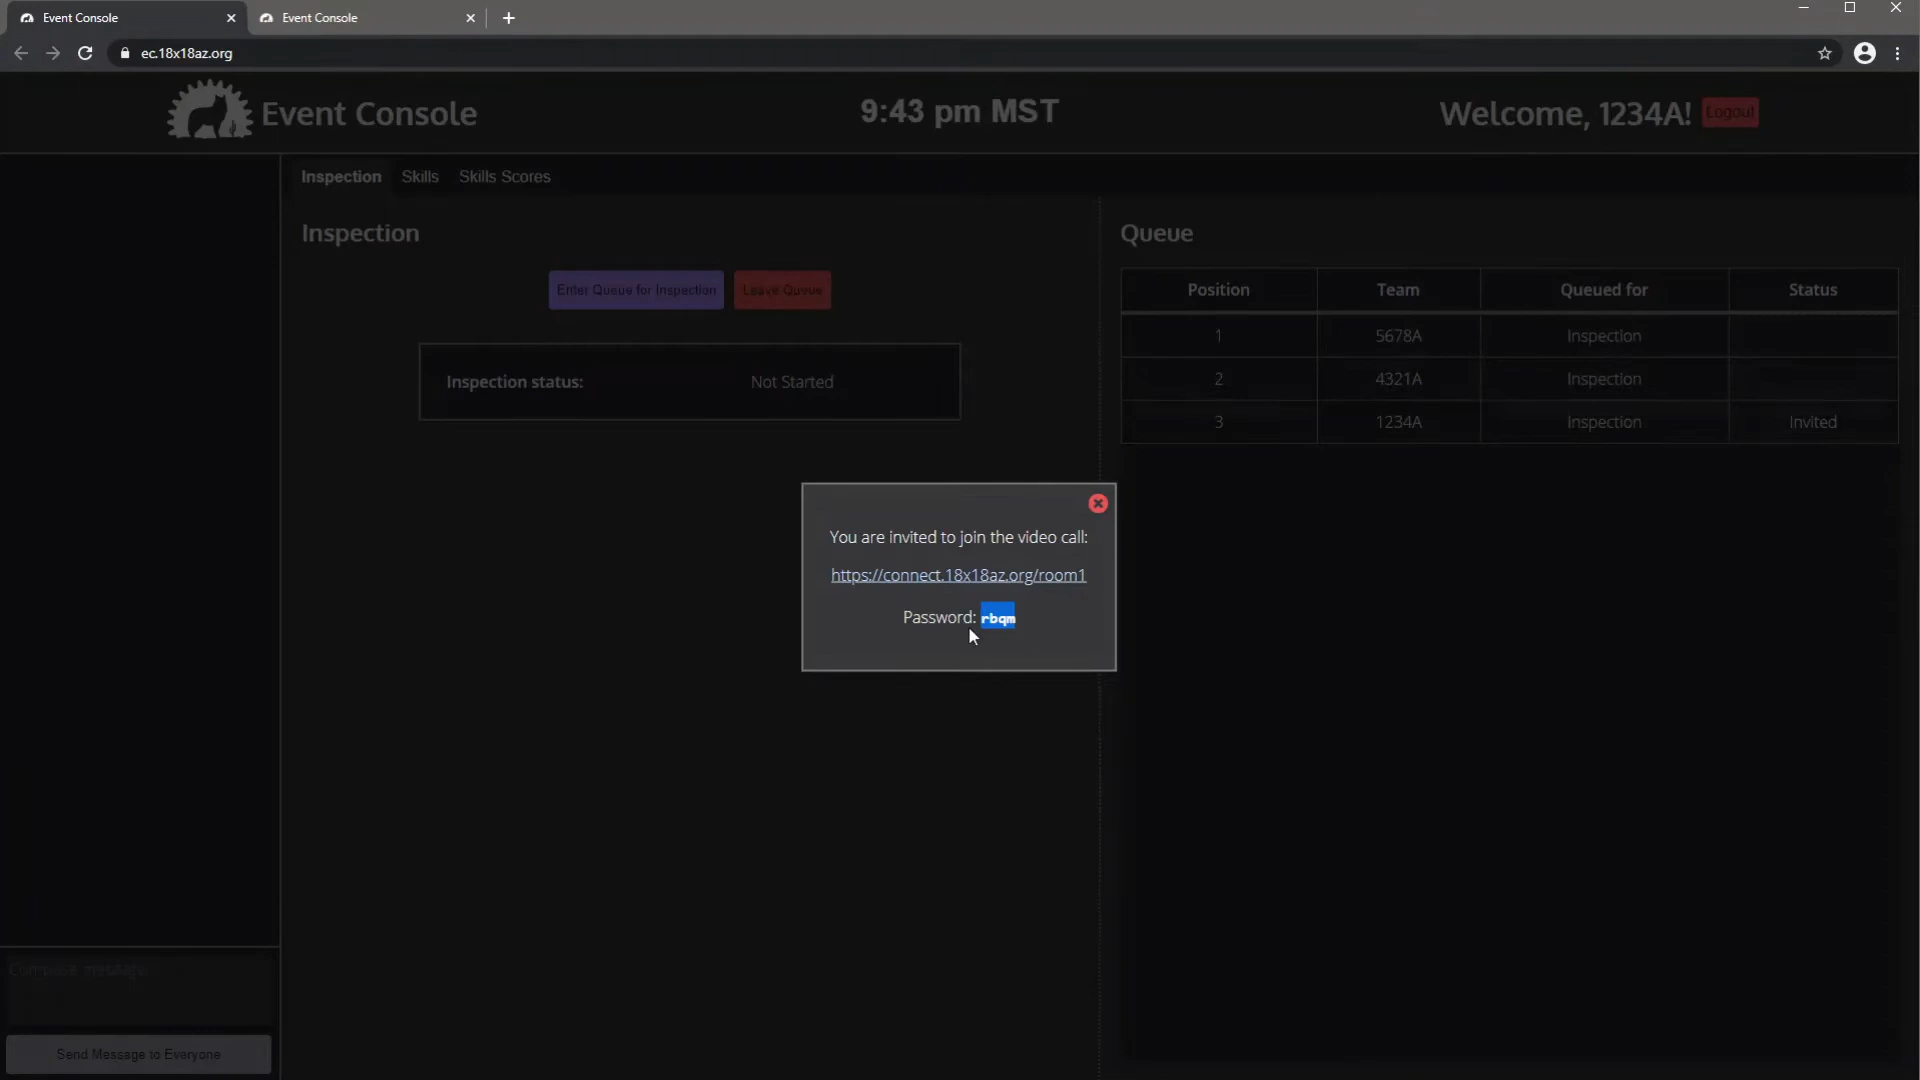 Event Console
Event Console
ec.18x18az.org
Event Console
9:43 pm MST
Welcome, 1234A!
Logout
Inspection
Skills
Skills Scores
Inspection
Enter Queue for Inspection
Leave Queue
Inspection status:
Not Started
Queue
Position Team Queued for Status
1 5678A Inspection
2 4321A Inspection
3 1234A Inspection Invited
You are invited to join the video call:
https://connect.18x18az.org/room1
Password: rbqm
Compose message
Send Message to Everyone